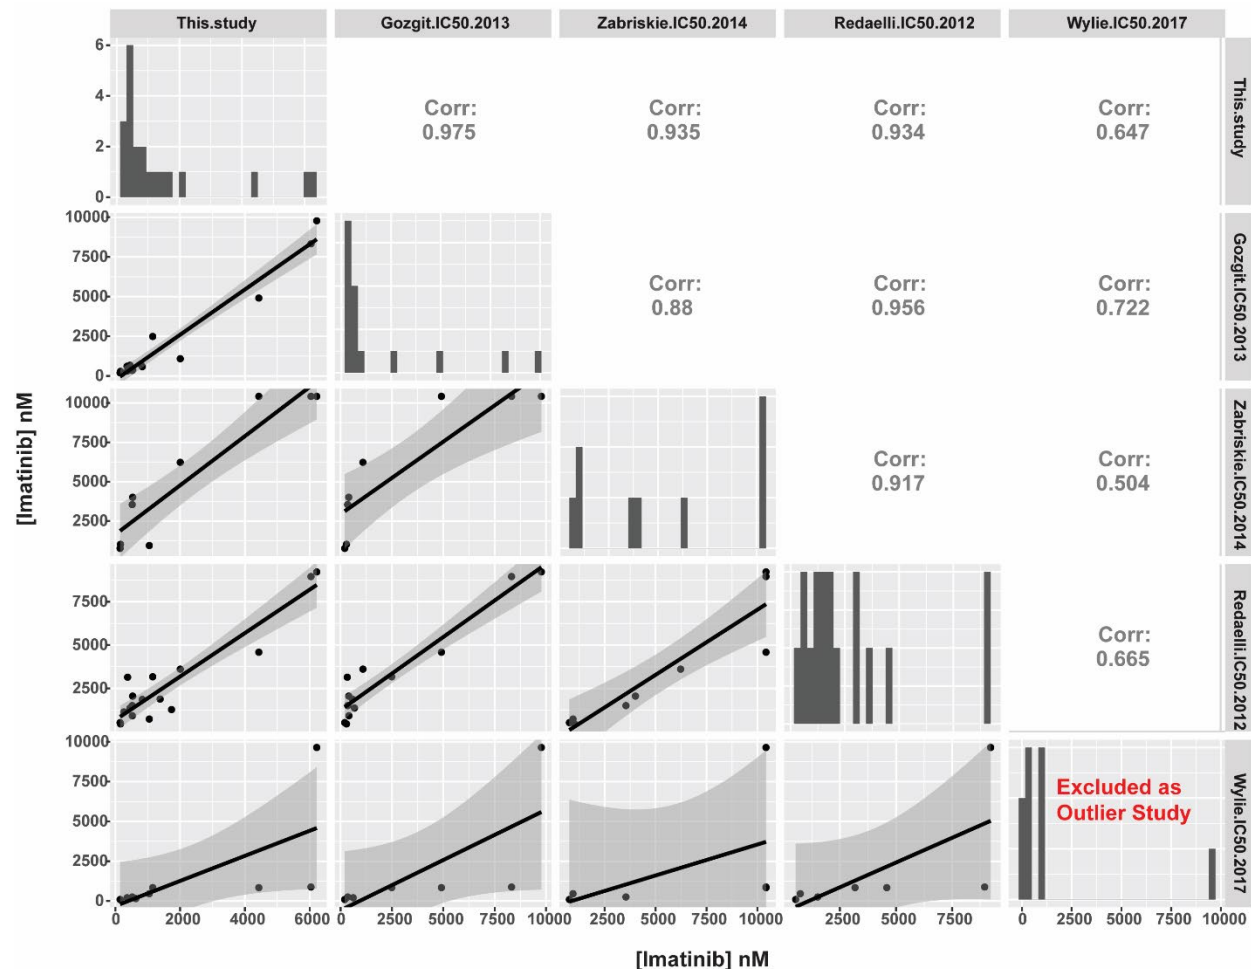 This.study
Gozgit.IC50.2013
Zabriskie.IC50.2014
Redaelli.IC50.2012
Wylie.IC50.2017
6
4
2
0
Corr:
0.975
Corr:
0.935
Corr:
0.934
Corr:
0.647
This.study
10000
7500
5000
2500
0
Corr:
0.88
Corr:
0.956
Corr:
0.722
Gozgit.IC50.2013
[Imatinib] nM
10000
7500
5000
2500
Corr:
0.917
Corr:
0.504
Zabriskie.IC50.2014
7500
5000
2500
Corr:
0.665
Redaelli.IC50.2012
10000
7500
5000
2500
0
Excluded as
Outlier Study
Wylie.IC50.2017
0 2000 4000 6000
0 2500 5000 7500 10000
2500 5000 7500 10000
2500 5000 7500
0 2500 5000 7500 10000
[Imatinib] nM